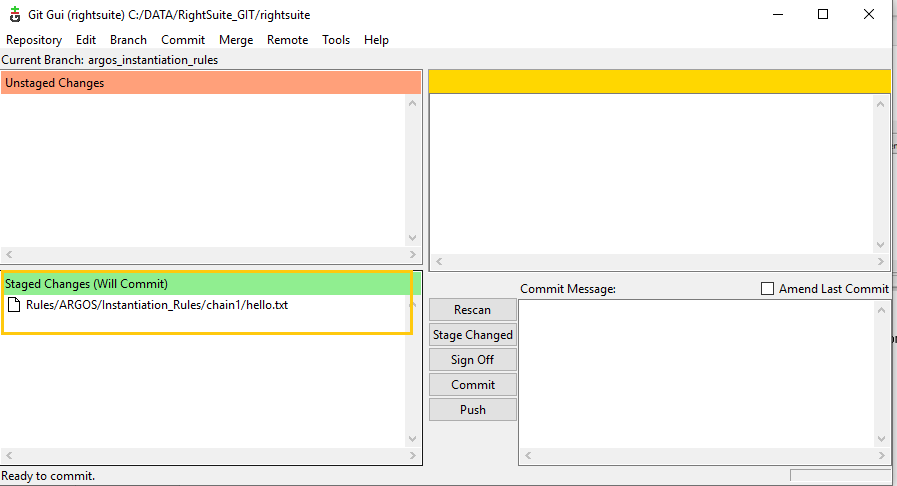 Git Gui (rightsuite) C:/DATA/RightSuite_GIT/rightsuite
Repository Edit Branch Commit Merge Remote Tools Help
Current Branch: argos_instantiation_rules
Unstaged Changes
Staged Changes (Will Commit)
Rules/ARGOS/Instantiation_Rules/chain1/hello.txt
Commit Message:
Amend Last Commit
Rescan
Stage Changed
Sign Off
Commit
Push
Ready to commit.